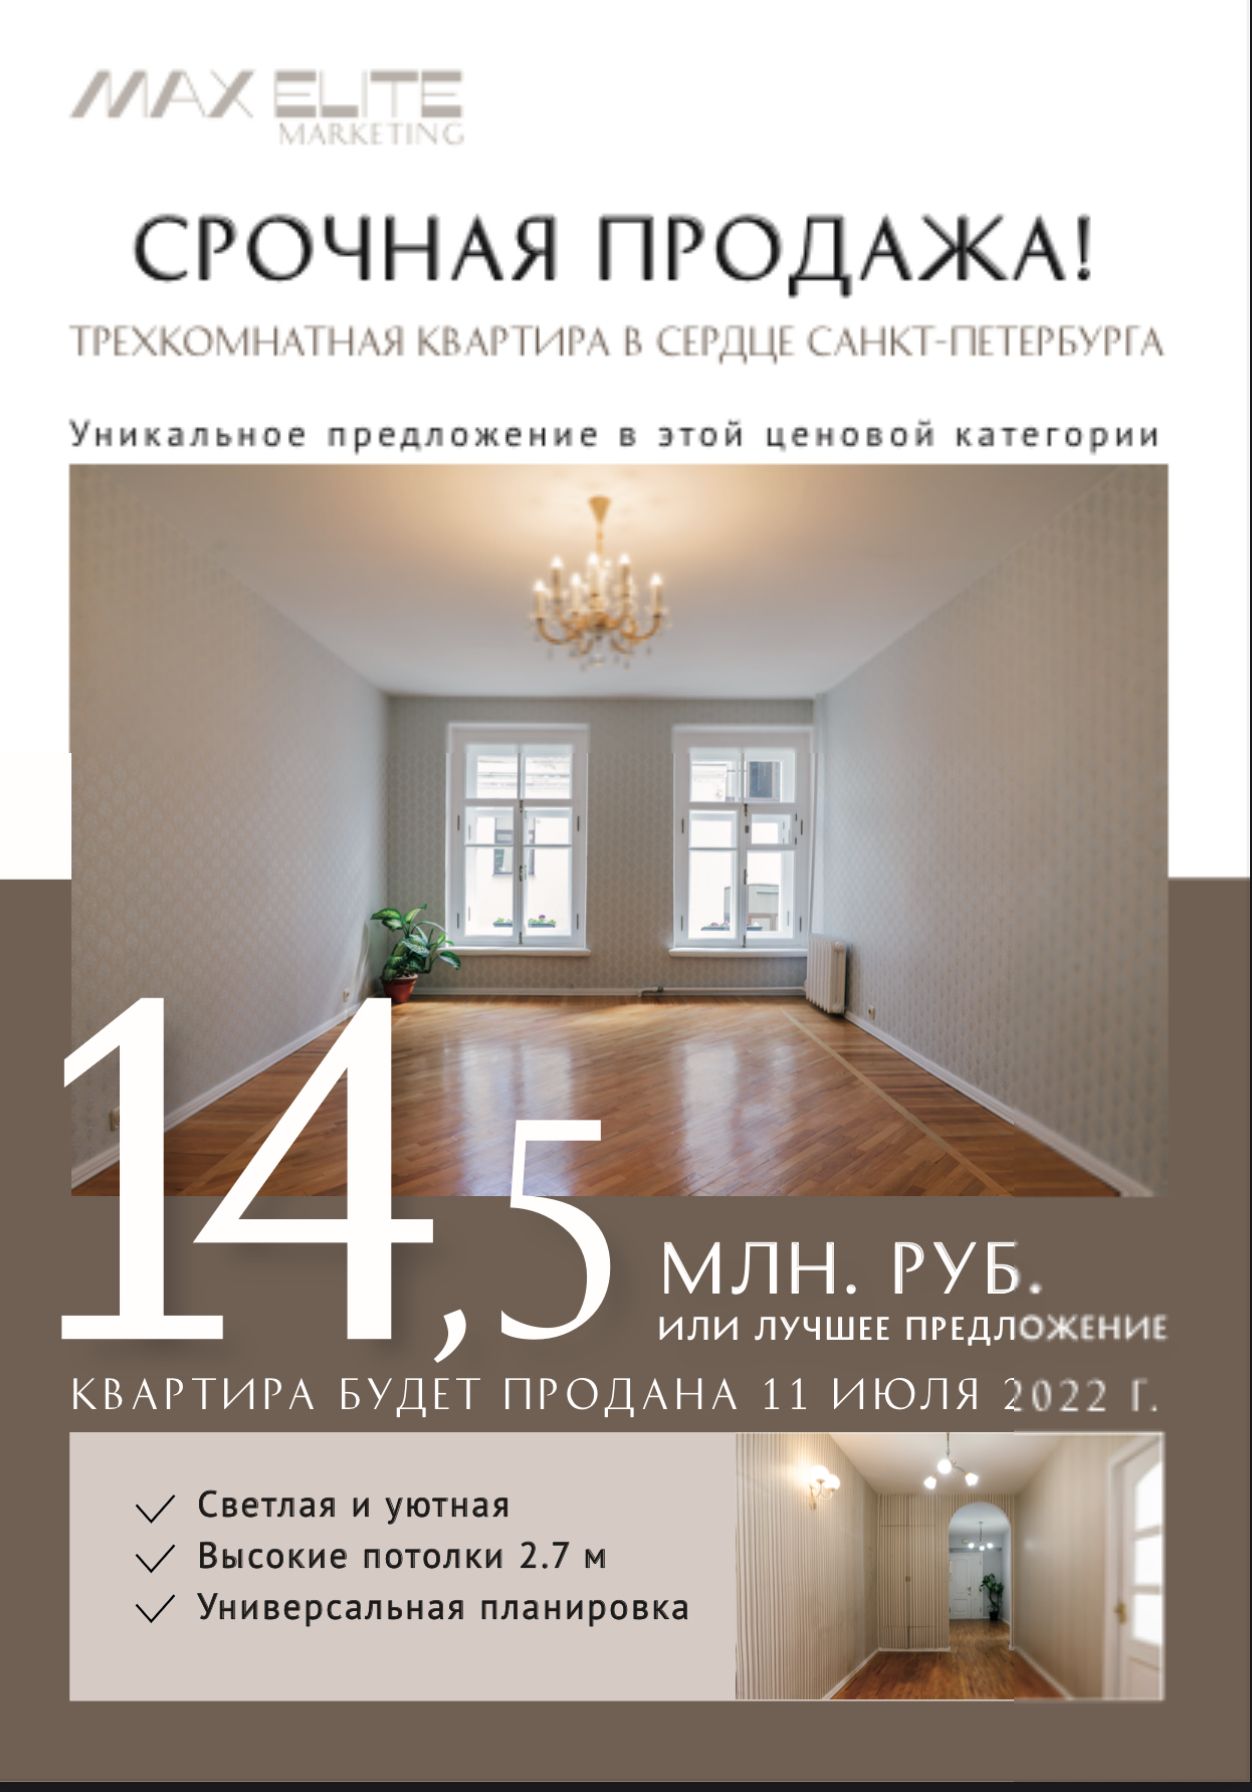 MAX ELITE
MARKETING
СРОЧНАЯ ПРОДАЖА!
ТРЕХКОМНАТНАЯ КВАРТИРА В СЕРДЦЕ САНКТ-ПЕТЕРБУРГА
Уникальное предложение в этой ценовой категории
14,5 МЛН. РУБ.
ИЛИ ЛУЧШЕЕ ПРЕДЛОЖЕНИЕ
КВАРТИРА БУДЕТ ПРОДАНА 11 ИЮЛЯ 2022 Г.
Светлая и уютная
Высокие потолки 2.7 м
Универсальная планировка